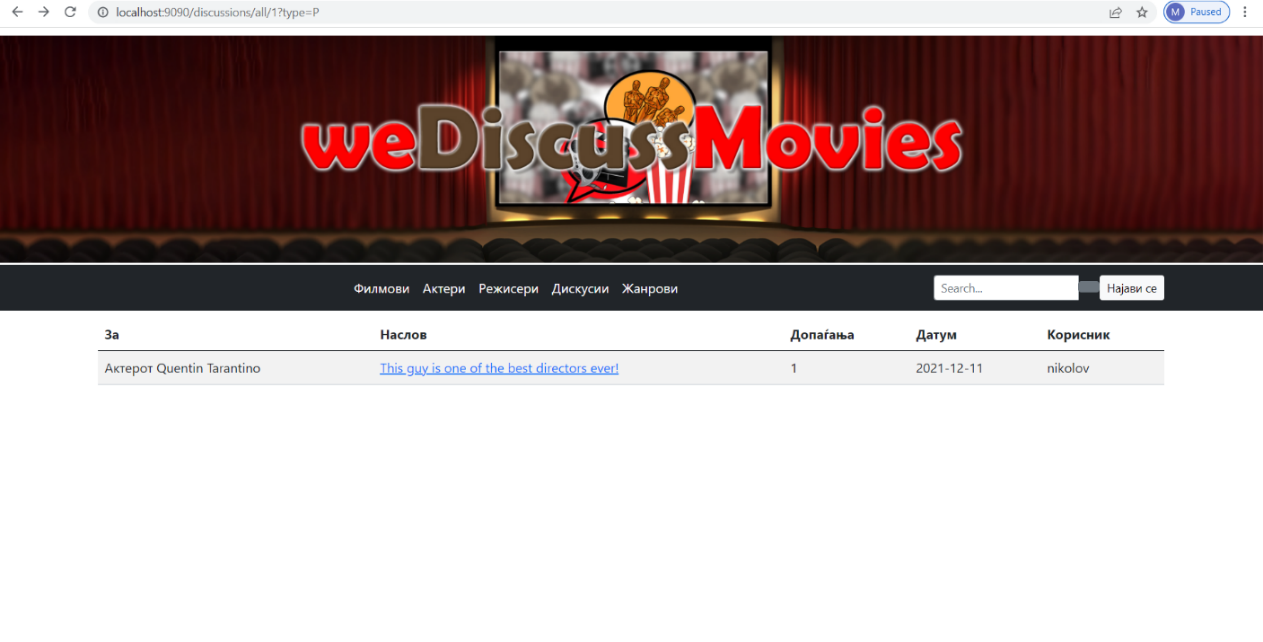 localhost:9090/discussions/all/1?type=P
M Paused
weDiscussMovies
Филмови Актери Режисери Дискусии Жанрови Search... Најави се
За Наслов Допаѓања Датум Корисник
Актерот Quentin Tarantino This guy is one of the best directors ever! 1 2021-12-11 nikolov